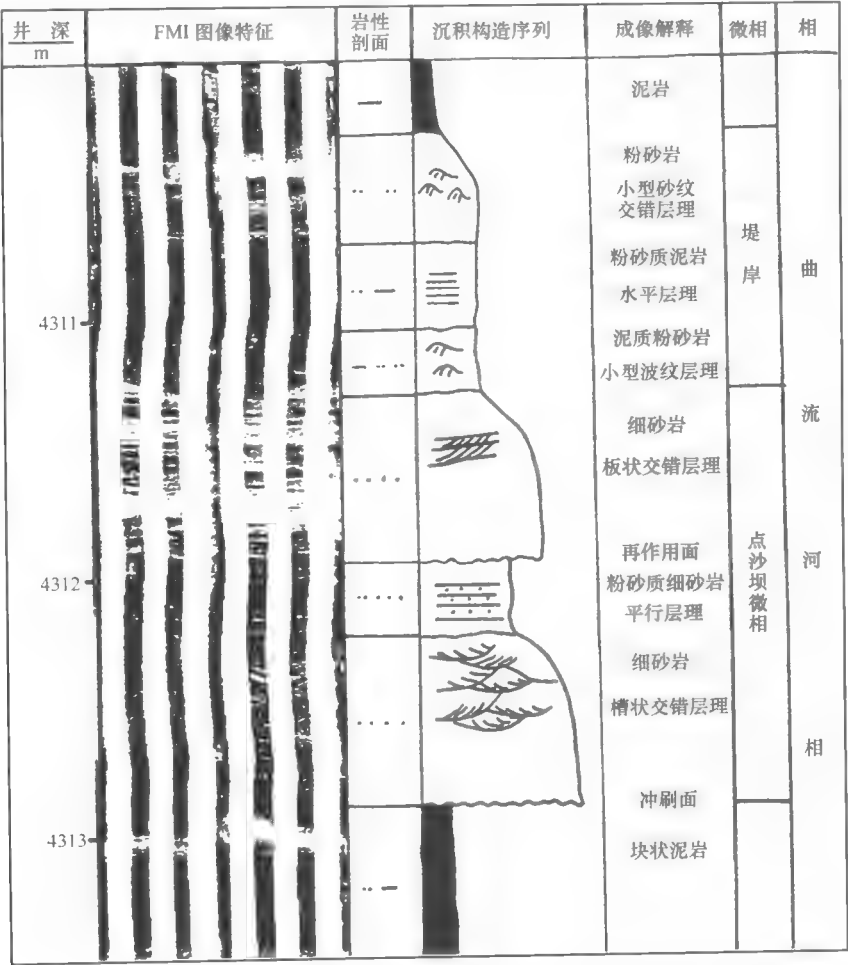 井 深
m
FMI 图像特征
岩性
剖面
沉积构造序列
成像解释
微相
相
4311
4312
4313
泥岩
粉砂岩
小型砂纹
交错层理
粉砂质泥岩
水平层理
泥质粉砂岩
小型波纹层理
细砂岩
板状交错层理
再作用面
粉砂质细砂岩
平行层理
细砂岩
槽状交错层理
冲刷面
块状泥岩
堤
岸
点
沙
坝
微
相
曲
流
河
相